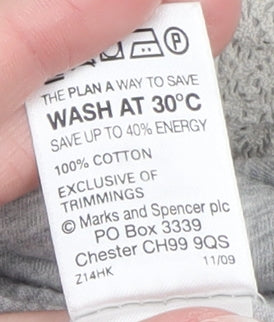 P
THE PLAN A WAY TO SAVE
WASH AT 30°C
SAVE UP TO 40% ENERGY
100% COTTON
EXCLUSIVE OF
TRIMMINGS
© Marks and Spencer plc
PO Box 3339
Chester CH99 9QS
Z14HK 11/09